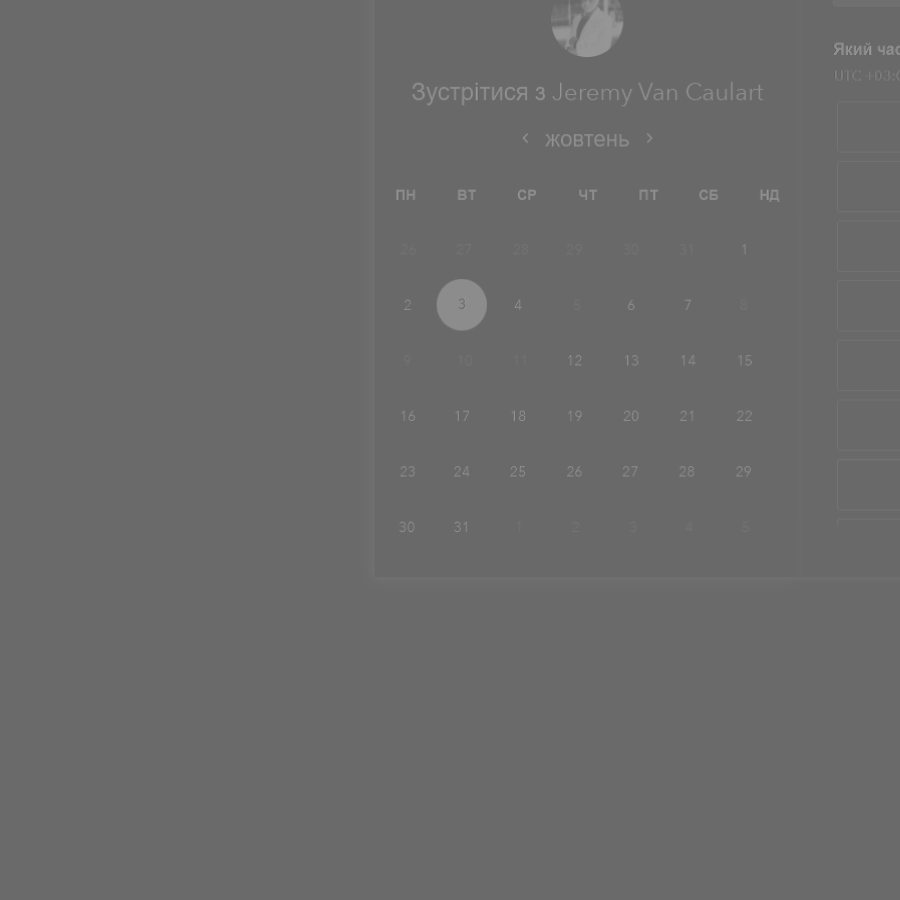 Зустрітися з Jeremy Van Caulart
жовтень
ПН ВТ СР ЧТ ПТ СБ НД
26 27 28 29 30 31 1
2 3 4 5 6 7 8
9 10 11 12 13 14 15
16 17 18 19 20 21 22
23 24 25 26 27 28 29
30 31 1 2 3 4 5
Який час
UTC +03: